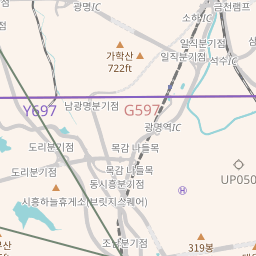 금천램프
광명IC
소하IC
일직분기점
가학산
722ft
일직분기점
석수IC
Y697
남광명분기점
G597
광명역IC
도리분기점
목감 나들목
도리분기점
목감 나들목
UP050
동시흥분기점
시흥하늘휴게소(브릿지스퀘어)
조남분기점
319봉